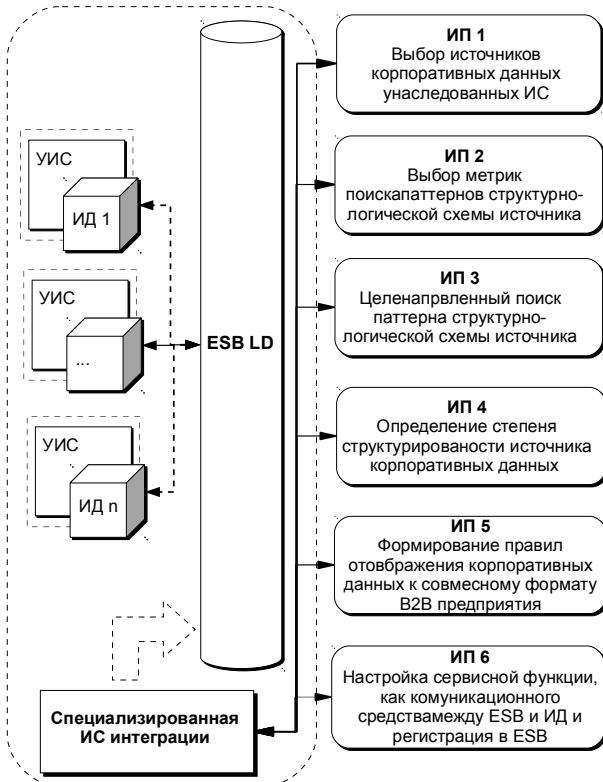 УИС
ИД 1
УИС
...
УИС
ИД n
ESB LD
Специализированная
ИС интеграции
ИП 1
Выбор источников
корпоративных данных
унаследованных ИС
ИП 2
Выбор метрик
поискапаттернов структурно-
логической схемы источника
ИП 3
Целенапрвленный поиск
паттерна структурно-
логической схемы источника
ИП 4
Определение степеня
структурированости источника
корпоративных данных
ИП 5
Формирование правил
отовбражения корпоративных
данных к совмесному формату
B2B предприятия
ИП 6
Настройка сервисной функции,
как комуникационного
средствамежду ESB и ИД и
регистрация в ESB